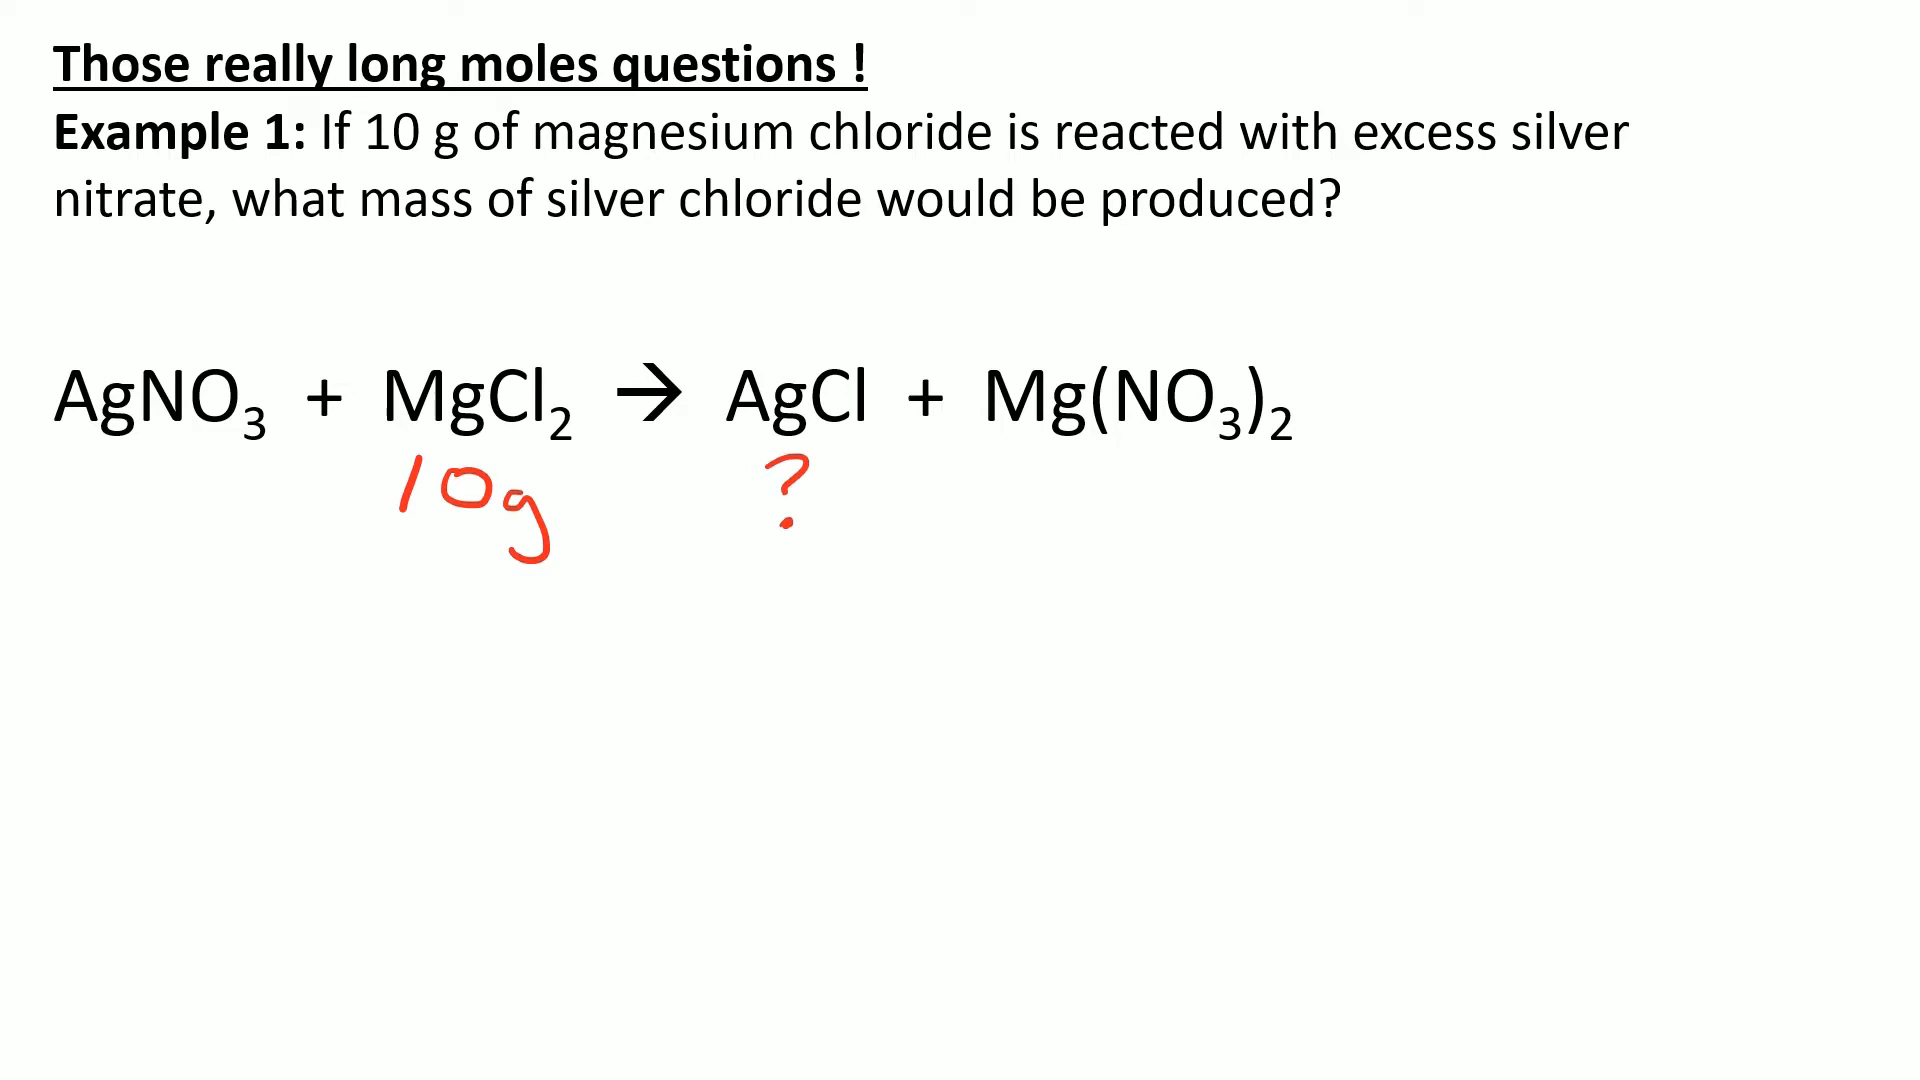 Those really long moles questions !
Example 1: If 10 g of magnesium chloride is reacted with excess silver
nitrate, what mass of silver chloride would be produced?
AgNO₃ + MgCl₂ → AgCl + Mg(NO₃)₂
10g ?